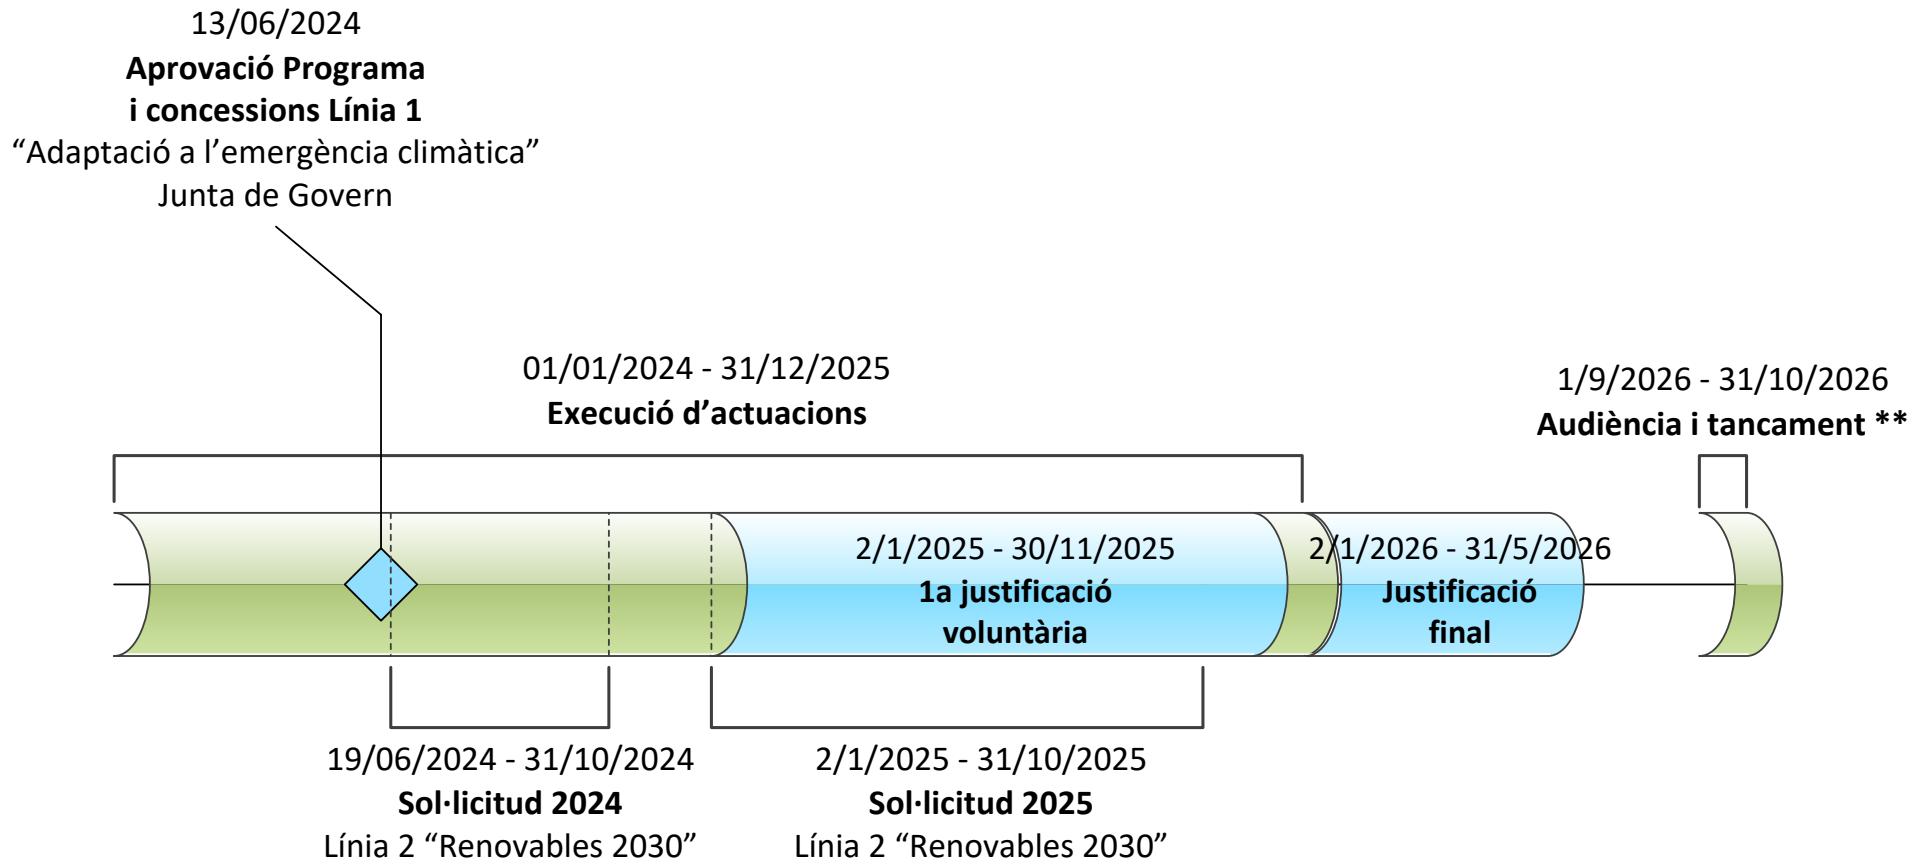 13/06/2024
Aprovació Programa
i concessions Línia 1
“Adaptació a l’emergència climàtica”
Junta de Govern
01/01/2024 - 31/12/2025
Execució d’actuacions
1/9/2026 - 31/10/2026
Audiència i tancament **
2/1/2025 - 30/11/2025
1a justificació
voluntària
2/1/2026 - 31/5/2026
Justificació
final
19/06/2024 - 31/10/2024
Sol·licitud 2024
Línia 2 “Renovables 2030”
2/1/2025 - 31/10/2025
Sol·licitud 2025
Línia 2 “Renovables 2030”